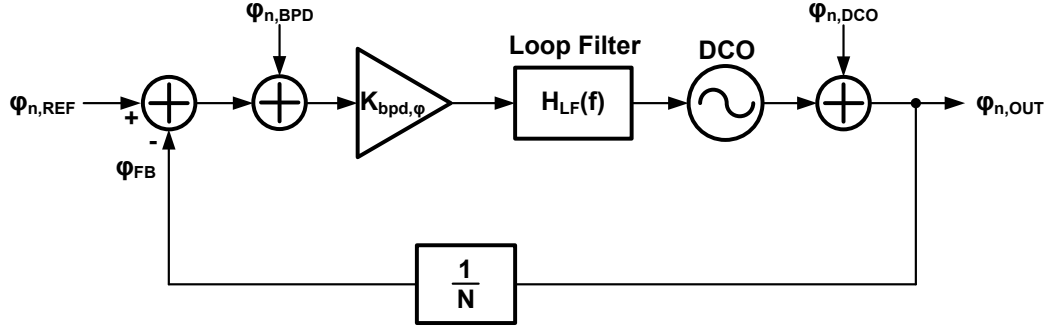 φn,BPD
φn,DCO
Loop Filter
DCO
φn,REF
+
Kbpd,φ
HLF(f)
φn,OUT
-
φFB
1
N